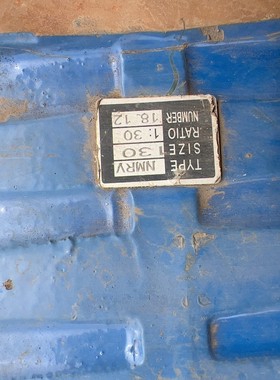 TYPE NMRV
SIZE 130
RATIO 1: 30
NUMBER 18.12